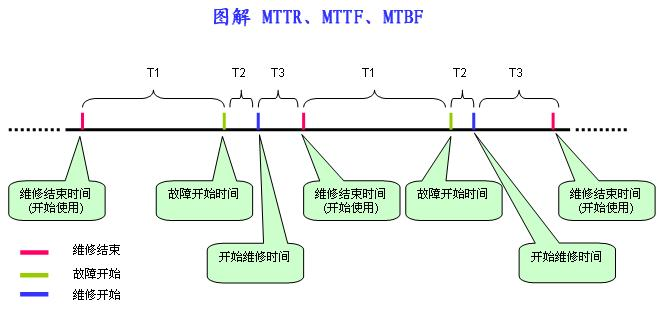 图解 MTTR、MTTF、MTBF
T1
T2
T3
T1
T2
T3
维修结束时间
(开始使用)
故障开始时间
维修结束时间
(开始使用)
故障开始时间
维修结束时间
(开始使用)
开始维修时间
开始维修时间
维修结束
故障开始
维修开始